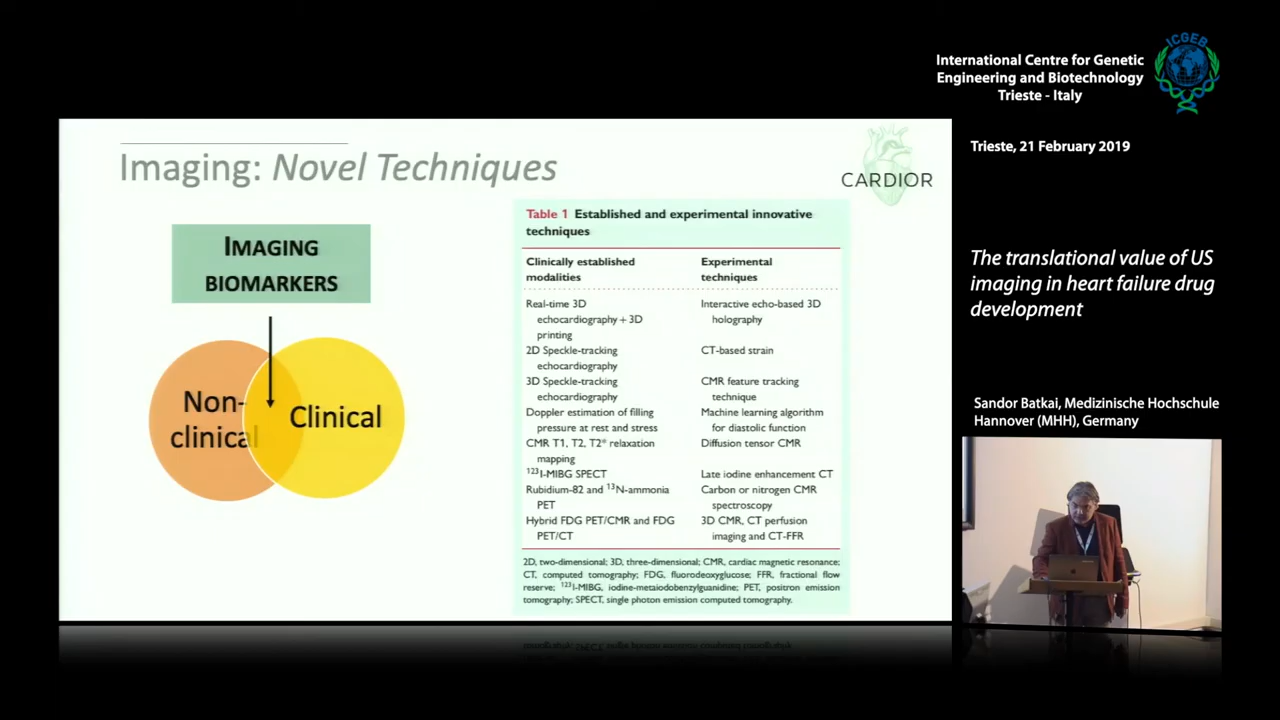 ICGEB
International Centre for Genetic
Engineering and Biotechnology
Trieste - Italy
Trieste, 21 February 2019
Imaging: Novel Techniques
CARDIOR
IMAGING
BIOMARKERS
Non-
clinical
Clinical
Table 1 Established and experimental innovative
techniques
Clinically established
modalities
Experimental
techniques
Real-time 3D
echocardiography + 3D
printing
Interactive echo-based 3D
holography
2D Speckle-tracking
echocardiography
CT-based strain
3D Speckle-tracking
echocardiography
CMR feature tracking
technique
Doppler estimation of filling
pressure at rest and stress
Machine learning algorithm
for diastolic function
CMR T1, T2, T2* relaxation
mapping
Diffusion tensor CMR
123I-MIBG SPECT
Late iodine enhancement CT
Rubidium-82 and 13N-ammonia
PET
Carbon or nitrogen CMR
spectroscopy
Hybrid FDG PET/CMR and FDG
PET/CT
3D CMR, CT perfusion
imaging and CT-FFR
2D, two-dimensional; 3D, three-dimensional; CMR, cardiac magnetic resonance;
CT, computed tomography; FDG, fluorodeoxyglucose; FFR, fractional flow
reserve; 123I-MIBG, iodine-metaiodobenzylguanidine; PET, positron emission
tomography; SPECT, single photon emission computed tomography.
The translational value of US
imaging in heart failure drug
development
Sandor Batkai, Medizinische Hochschule
Hannover (MHH), Germany